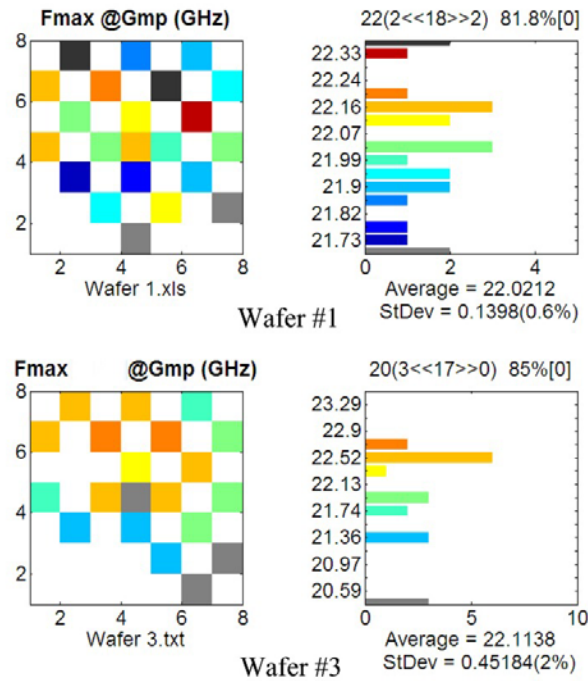 Fmax @Gmp (GHz)
8
6
4
2
2 4 6 8
Wafer 1.xls
22(2<<18>>2) 81.8%[0]
22.33
22.24
22.16
22.07
21.99
21.9
21.82
21.73
0 2 4
Average = 22.0212
StDev = 0.1398(0.6%)
Wafer #1
Fmax @Gmp (GHz)
8
6
4
2
2 4 6 8
Wafer 3.txt
20(3<<17>>0) 85%[0]
23.29
22.9
22.52
22.13
21.74
21.36
20.97
20.59
0 5 10
Average = 22.1138
StDev = 0.45184(2%)
Wafer #3